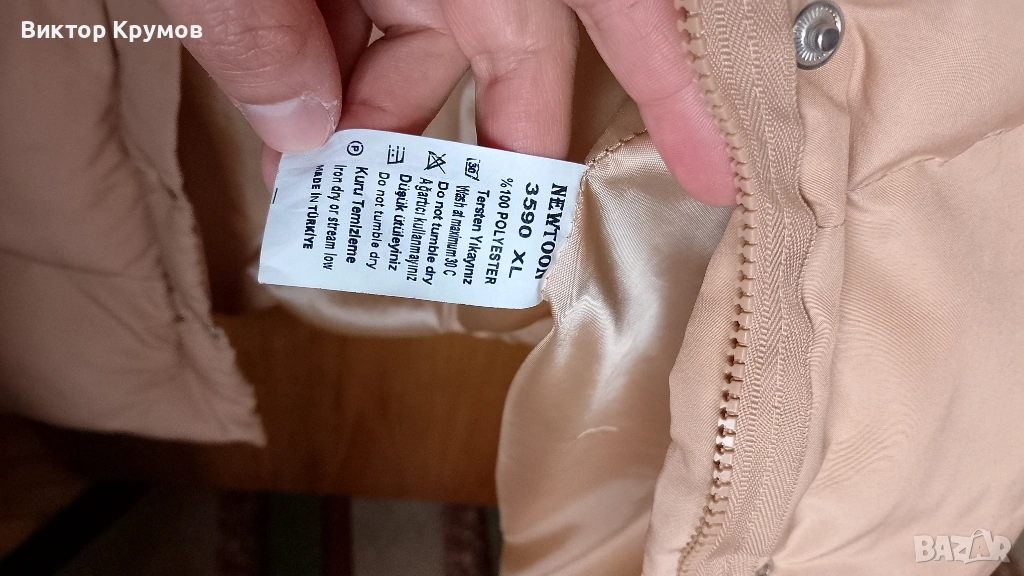 Виктор Крумов
NEWTOON
3590 XL
% 100 POLYESTER
Tersten Yıkayınız
Wash at maximum 30 C
Do not tumble dry
Ağartıcı kullanmayınız
Düşük ütüleyiniz
Do not tumble dry
Kuru Temizleme
Iron dry or stream low
MADE İN TÜRKİYE
BAZAR